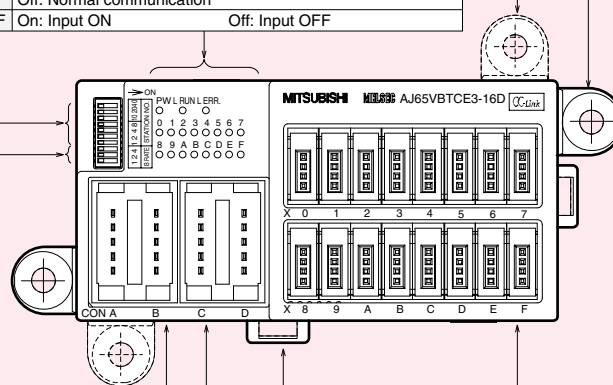 Off: Normal communication
F On: Input ON Off: Input OFF
ON
PW L RUN L ERR.
STATION NO.
B RATE
1 2 4 1 2 4 8 10 20 40
0 1 2 3 4 5 6 7
8 9 A B C D E F
MITSUBISHI MELSEC AJ65VBTCE3-16D CC-Link
X 0 1 2 3 4 5 6 7
X 8 9 A B C D E F
CON A B C D